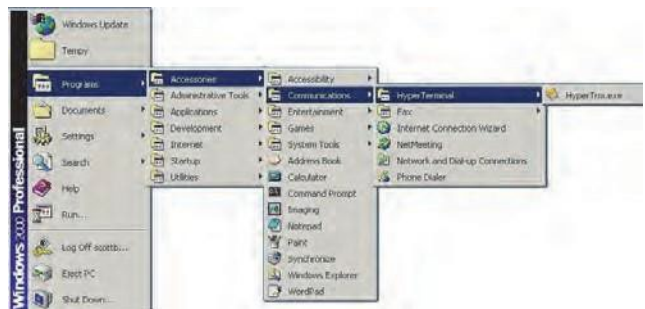 Windows 2000 Professional
Windows Update
Tempy
Programs
Documents
Settings
Search
Help
Run...
Log Off scottb...
Eject PC
Shut Down...
Accessories
Administrative Tools
Applications
Development
Internet
Startup
Utilities
Accessibility
Communications
Entertainment
Games
System Tools
Address Book
Calculator
Command Prompt
Imaging
Notepad
Paint
Synchronize
Windows Explorer
WordPad
HyperTerminal
Fax
Internet Connection Wizard
NetMeeting
Network and Dial-up Connections
Phone Dialer
HyperTrm.exe